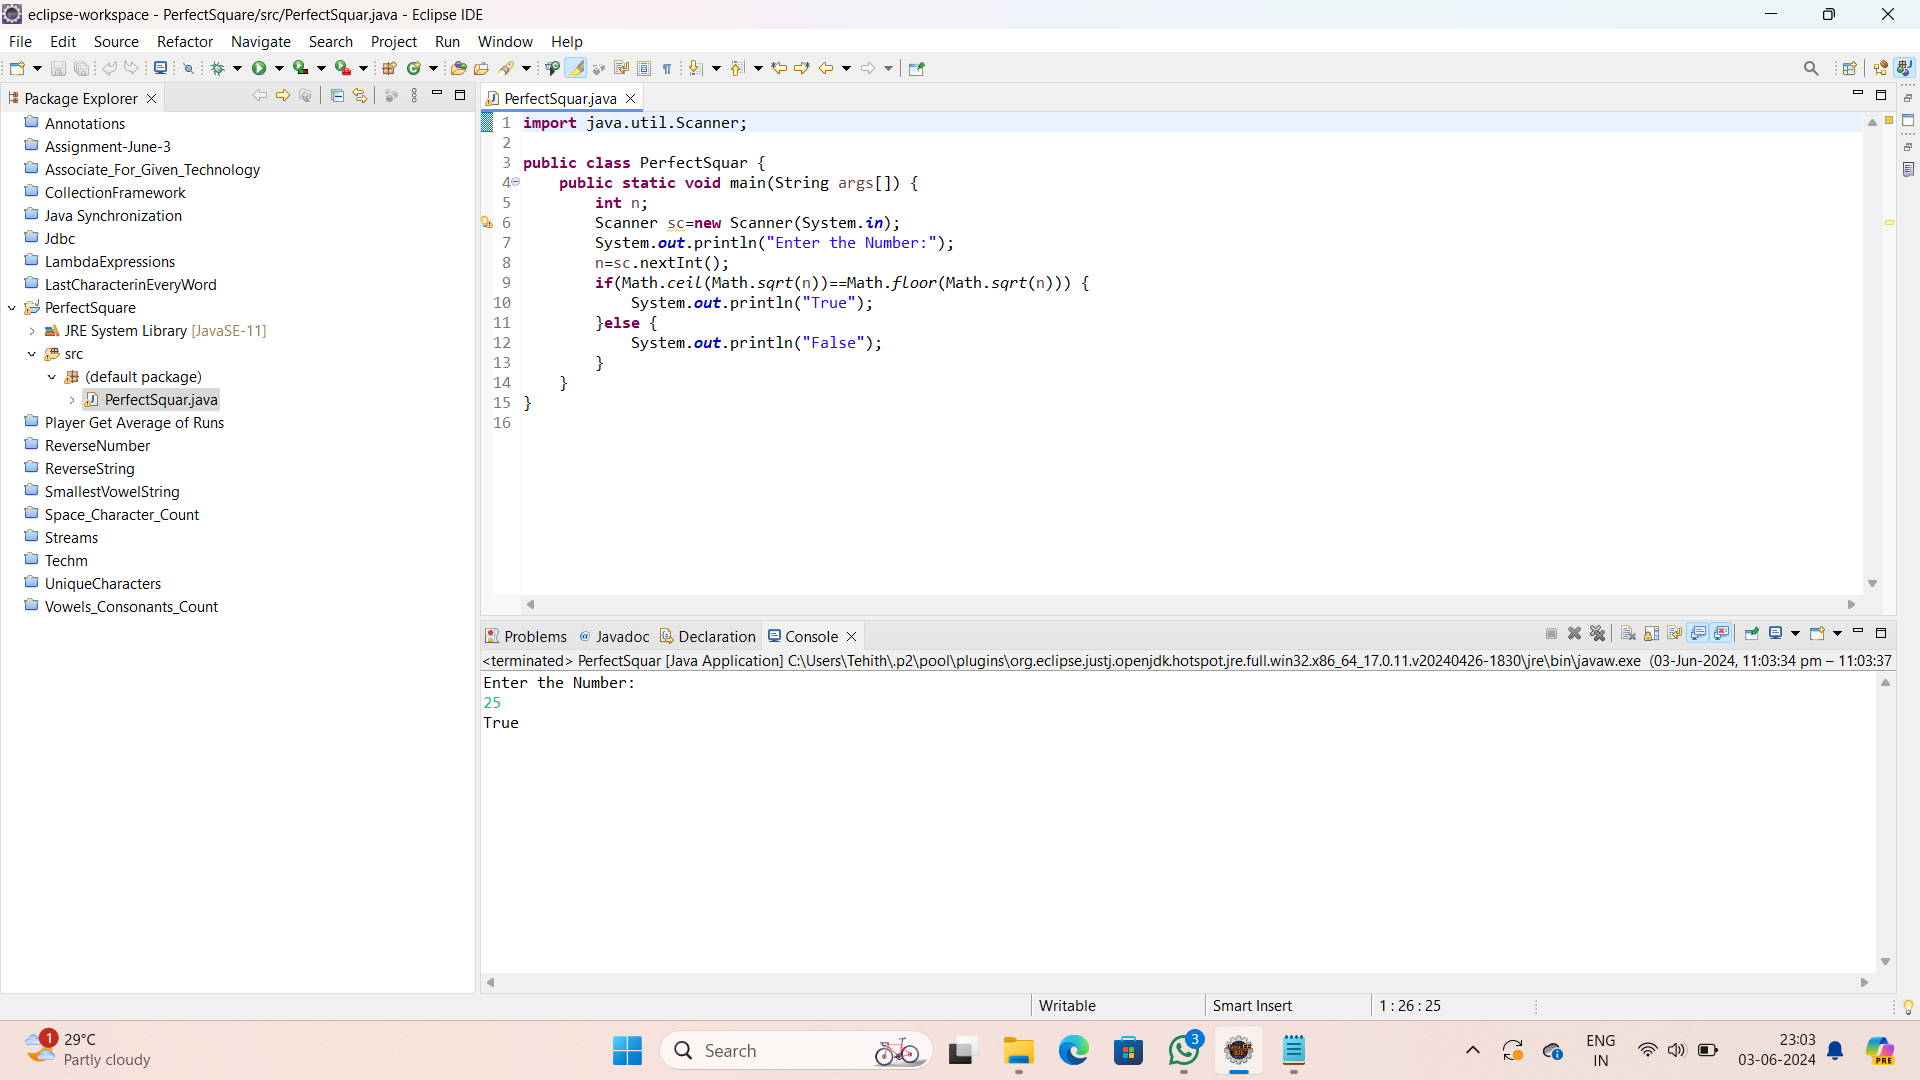 eclipse-workspace - PerfectSquare/src/PerfectSquar.java - Eclipse IDE
File Edit Source Refactor Navigate Search Project Run Window Help
Package Explorer
Annotations
Assignment-June-3
Associate_For_Given_Technology
CollectionFramework
Java Synchronization
Jdbc
LambdaExpressions
LastCharacterinEveryWord
PerfectSquare
JRE System Library [JavaSE-11]
src
(default package)
PerfectSquar.java
Player Get Average of Runs
ReverseNumber
ReverseString
SmallestVowelString
Space_Character_Count
Streams
Techm
UniqueCharacters
Vowels_Consonants_Count
PerfectSquar.java
1 import java.util.Scanner;
2
3 public class PerfectSquar {
4     public static void main(String args[]) {
5         int n;
6         Scanner sc=new Scanner(System.in);
7         System.out.println("Enter the Number:");
8         n=sc.nextInt();
9         if(Math.ceil(Math.sqrt(n))==Math.floor(Math.sqrt(n))) {
10             System.out.println("True");
11         }else {
12             System.out.println("False");
13         }
14     }
15 }
16
Problems Javadoc Declaration Console
<terminated> PerfectSquar [Java Application] C:\Users\Tehith\.p2\pool\plugins\org.eclipse.justj.openjdk.hotspot.jre.full.win32.x86_64_17.0.11.v20240426-1830\jre\bin\javaw.exe (03-Jun-2024, 11:03:34 pm – 11:03:37
Enter the Number:
25
True
Writable Smart Insert 1 : 26 : 25
1
29°C
Partly cloudy
Search
3
ENG
IN
23:03
03-06-2024
PRE